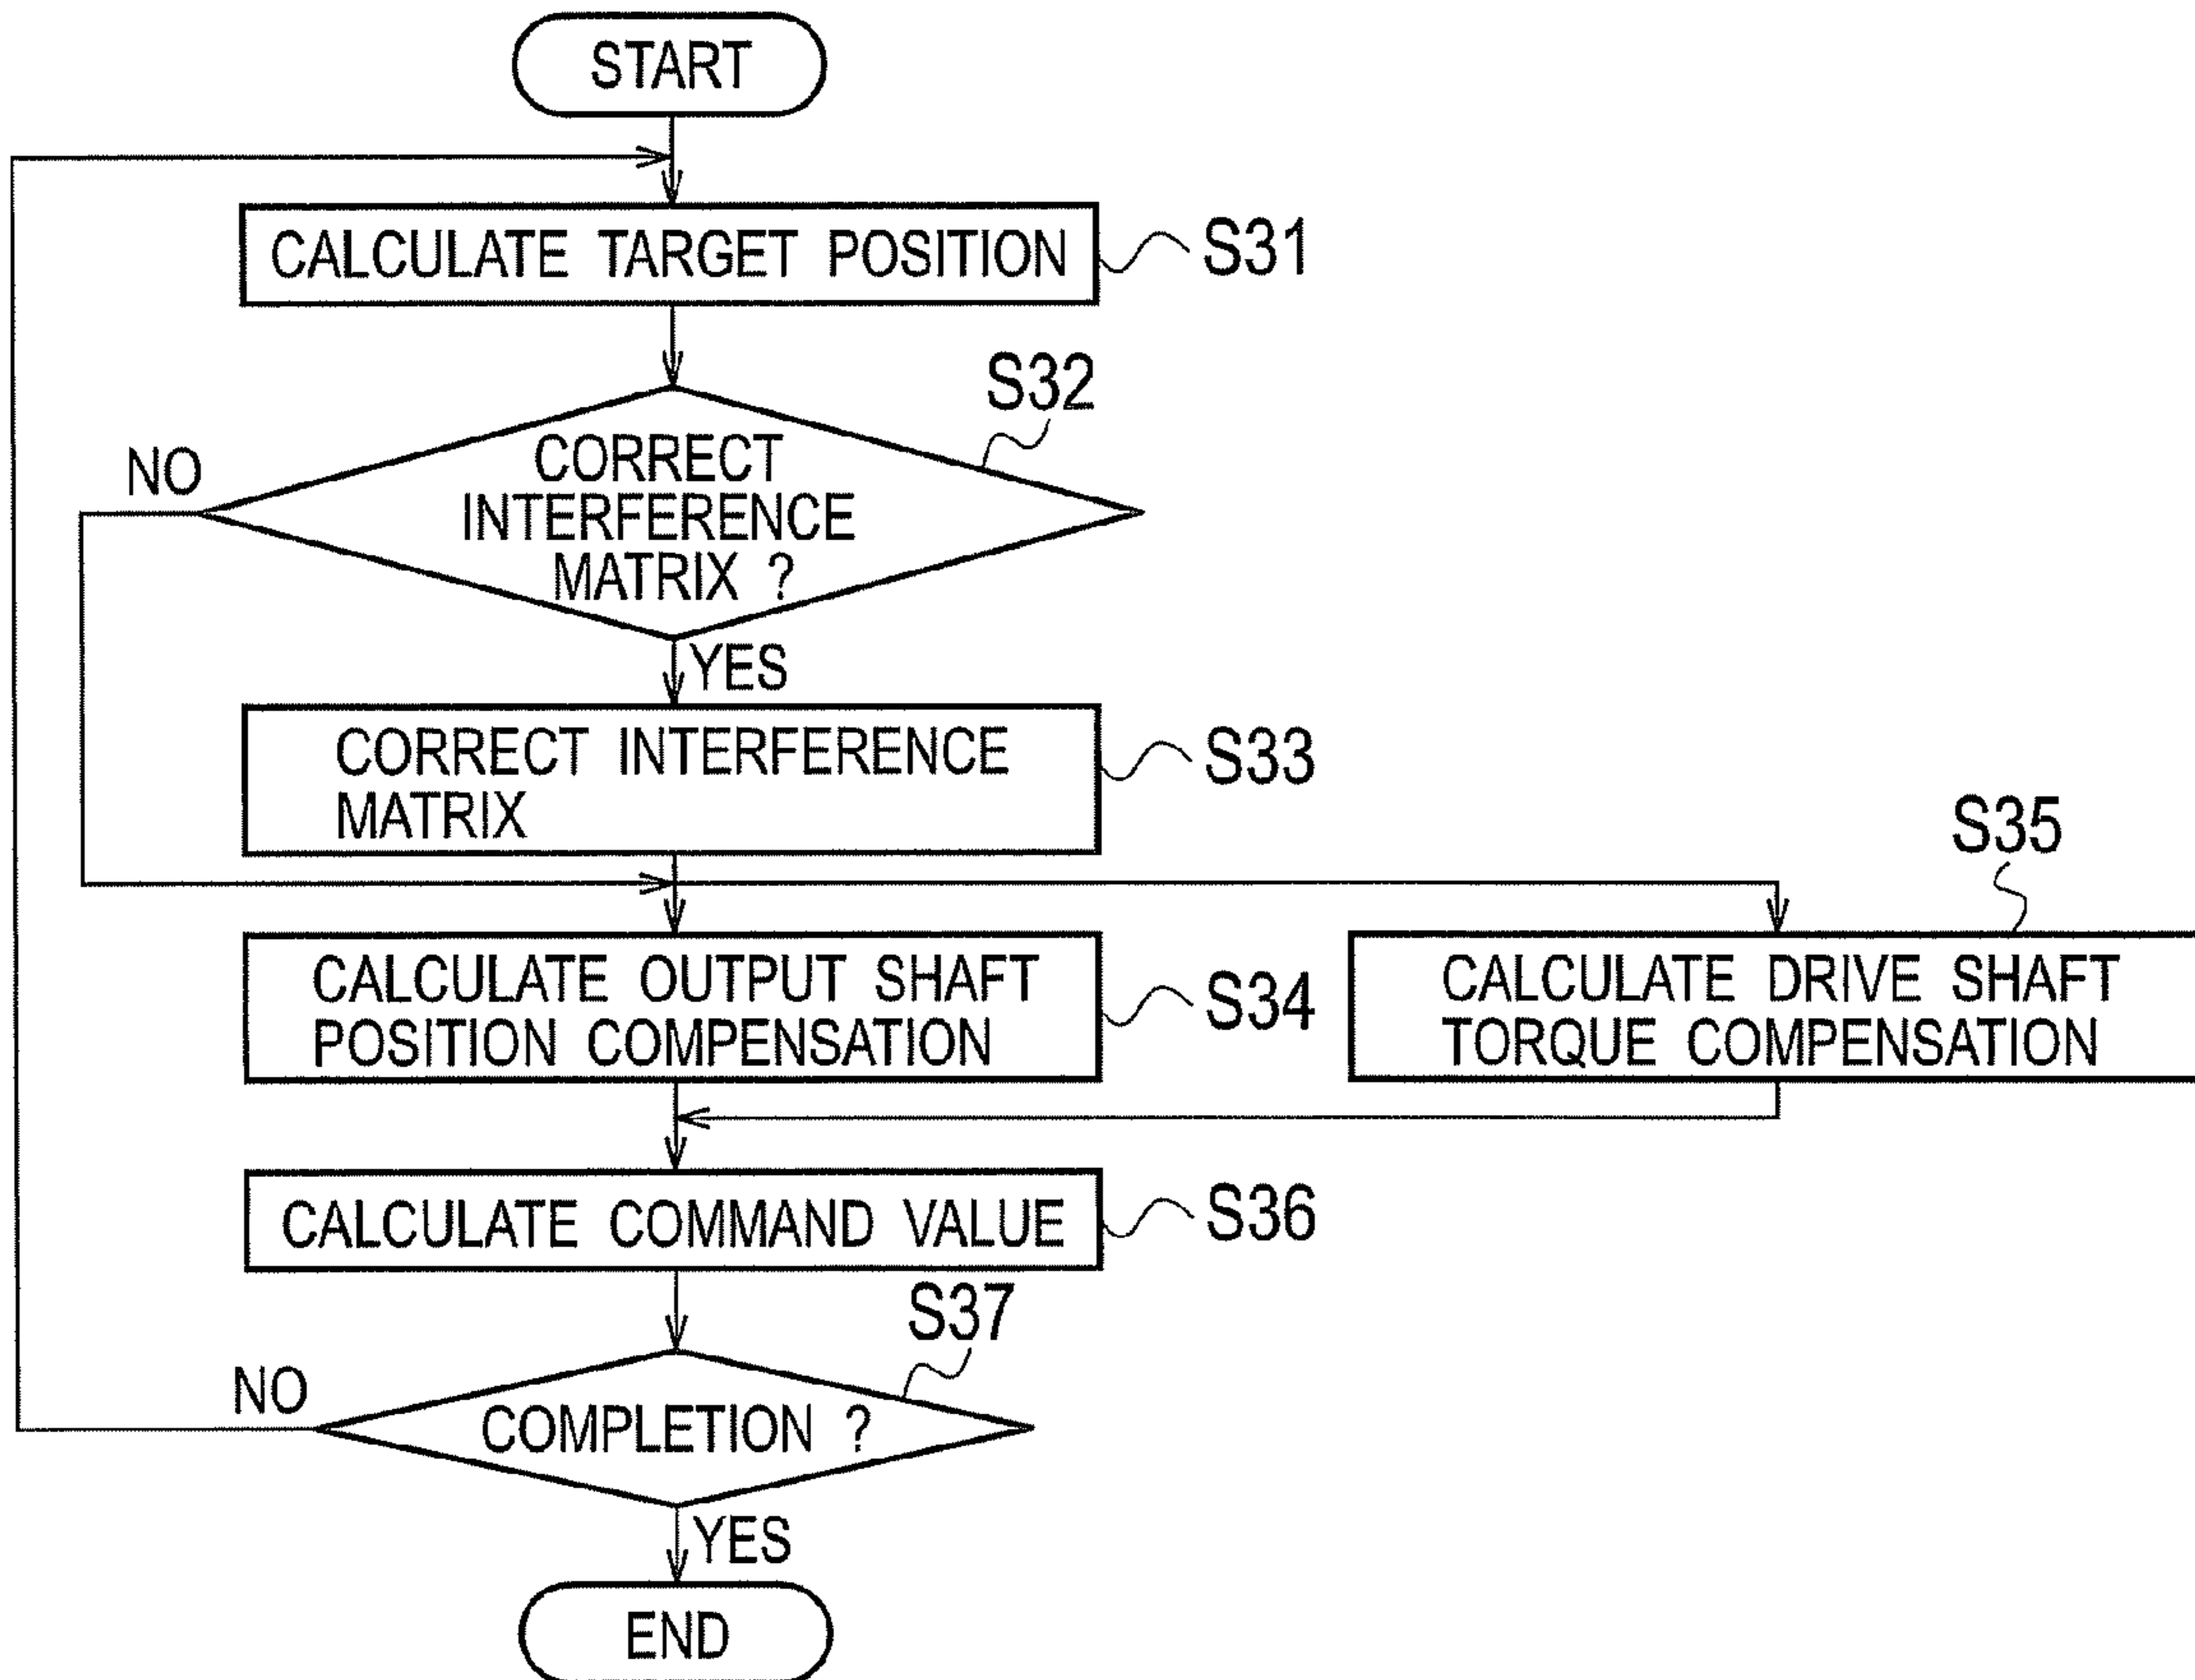 START
CALCULATE TARGET POSITION
S31
S32
CORRECT
INTERFERENCE
MATRIX ?
NO
YES
CORRECT INTERFERENCE
MATRIX
S33
S35
CALCULATE OUTPUT SHAFT
POSITION COMPENSATION
S34
CALCULATE DRIVE SHAFT
TORQUE COMPENSATION
CALCULATE COMMAND VALUE
S36
S37
NO
COMPLETION ?
YES
END